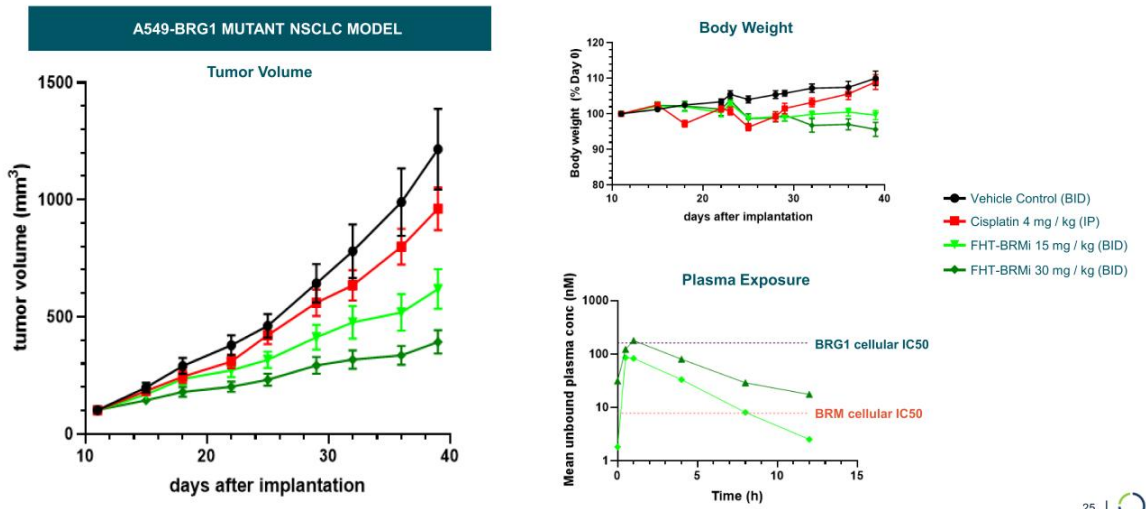 A549-BRG1 MUTANT NSCLC MODEL
Tumor Volume
1500
1000
500
0
10
20
30
40
tumor volume (mm³)
days after implantation
Body Weight
120
110
100
90
80
10
20
30
40
Body weight (% Day 0)
days after implantation
Vehicle Control (BID)
Cisplatin 4 mg / kg (IP)
FHT-BRMi 15 mg / kg (BID)
FHT-BRMi 30 mg / kg (BID)
Plasma Exposure
1000
100
10
1
0
5
10
15
Mean unbound plasma conc (nM)
Time (h)
BRG1 cellular IC50
BRM cellular IC50
25 |